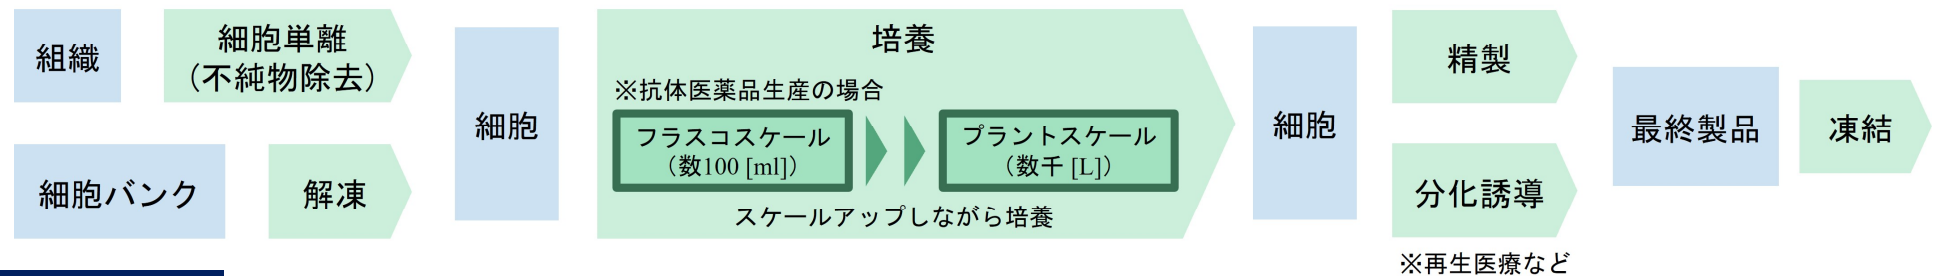 組織
細胞単離
（不純物除去）
細胞バンク
解凍
細胞
培養
※抗体医薬品生産の場合
フラスコスケール
（数100 [ml]）
プラントスケール
（数千 [L]）
スケールアップしながら培養
細胞
精製
分化誘導
※再生医療など
最終製品
凍結